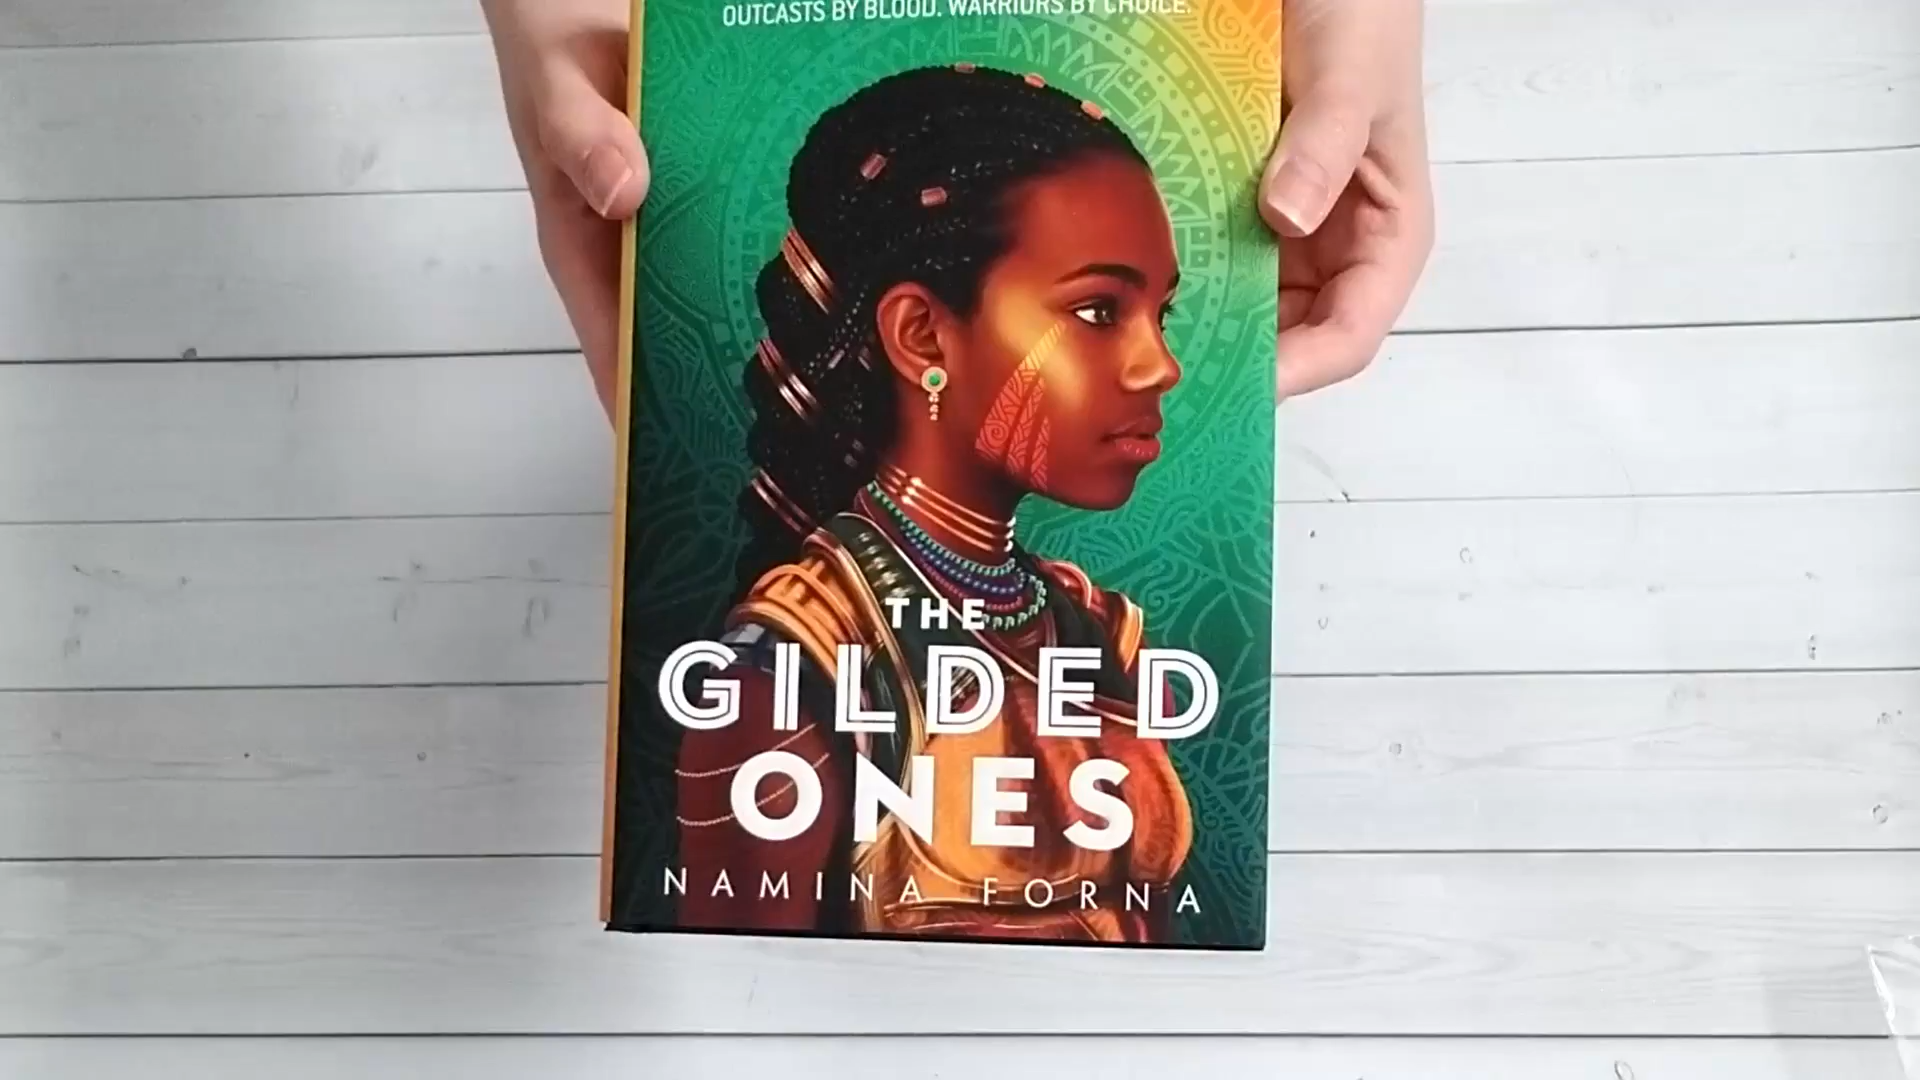 OUTCASTS BY BLOOD. WARRIORS BY CHOICE.
THE
GILDED
ONES
NAMINA FORNA